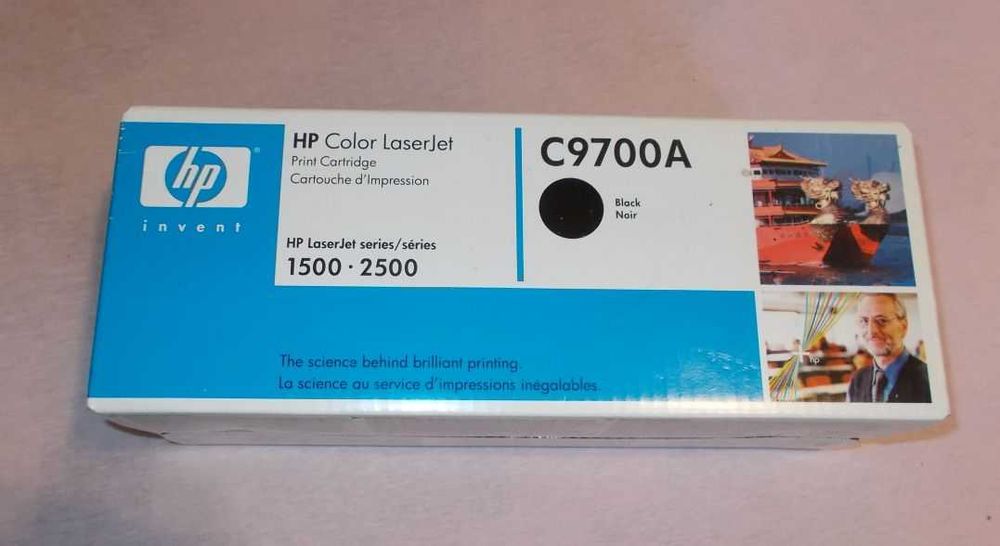 hp
®
invent
HP Color LaserJet
Print Cartridge
Cartouche d'Impression
HP LaserJet series/séries
1500 · 2500
C9700A
Black
Noir
The science behind brilliant printing.
La science au service d'impressions inégalables.
+
hp